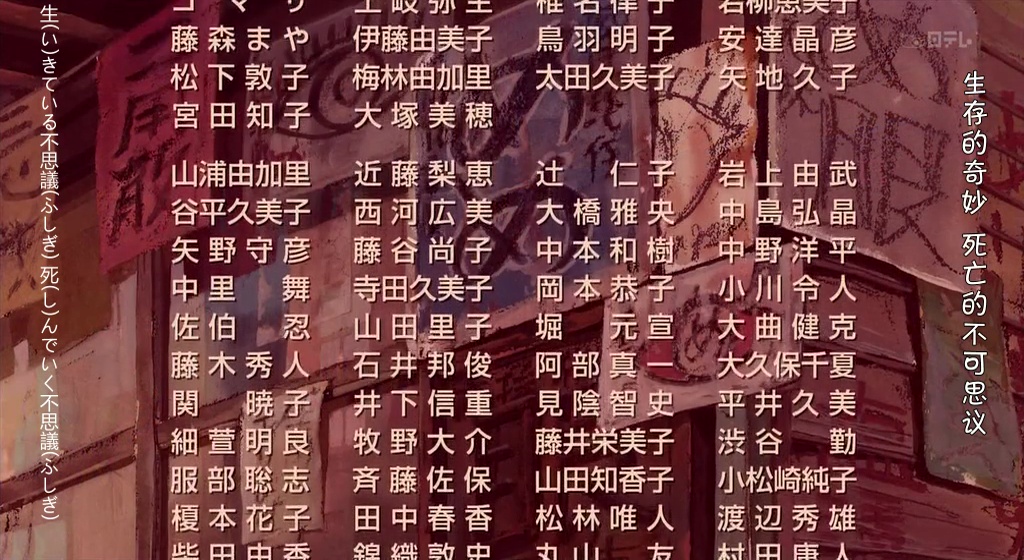 生(い)きている不思議(ふしぎ) 死(し)んでいく不思議(ふしぎ)
藤森まや 伊藤由美子 鳥羽明子 安達晶彦
松下敦子 梅林由加里 太田久美子 矢地久子
宮田知子 大塚美穂
山浦由加里 近藤梨恵 辻仁子 岩上由武
谷平久美子 西河広美 大橋雅央 中島弘晶
矢野守彦 藤谷尚子 中本和樹 中野洋平
中里舞 寺田久美子 岡本恭子 小川令人
佐伯忍 山田里子 堀元宣 大曲健克
藤木秀人 石井邦俊 阿部真一 大久保千夏
関暁子 井下信重 見陰智史 平井久美
細萱明良 牧野大介 藤井栄美子 渋谷勤
服部聡志 斉藤佐保 山田知香子 小松崎純子
榎本花子 田中春香 松林唯人 渡辺秀雄
日テレ
生存的奇妙 死亡的不可思议